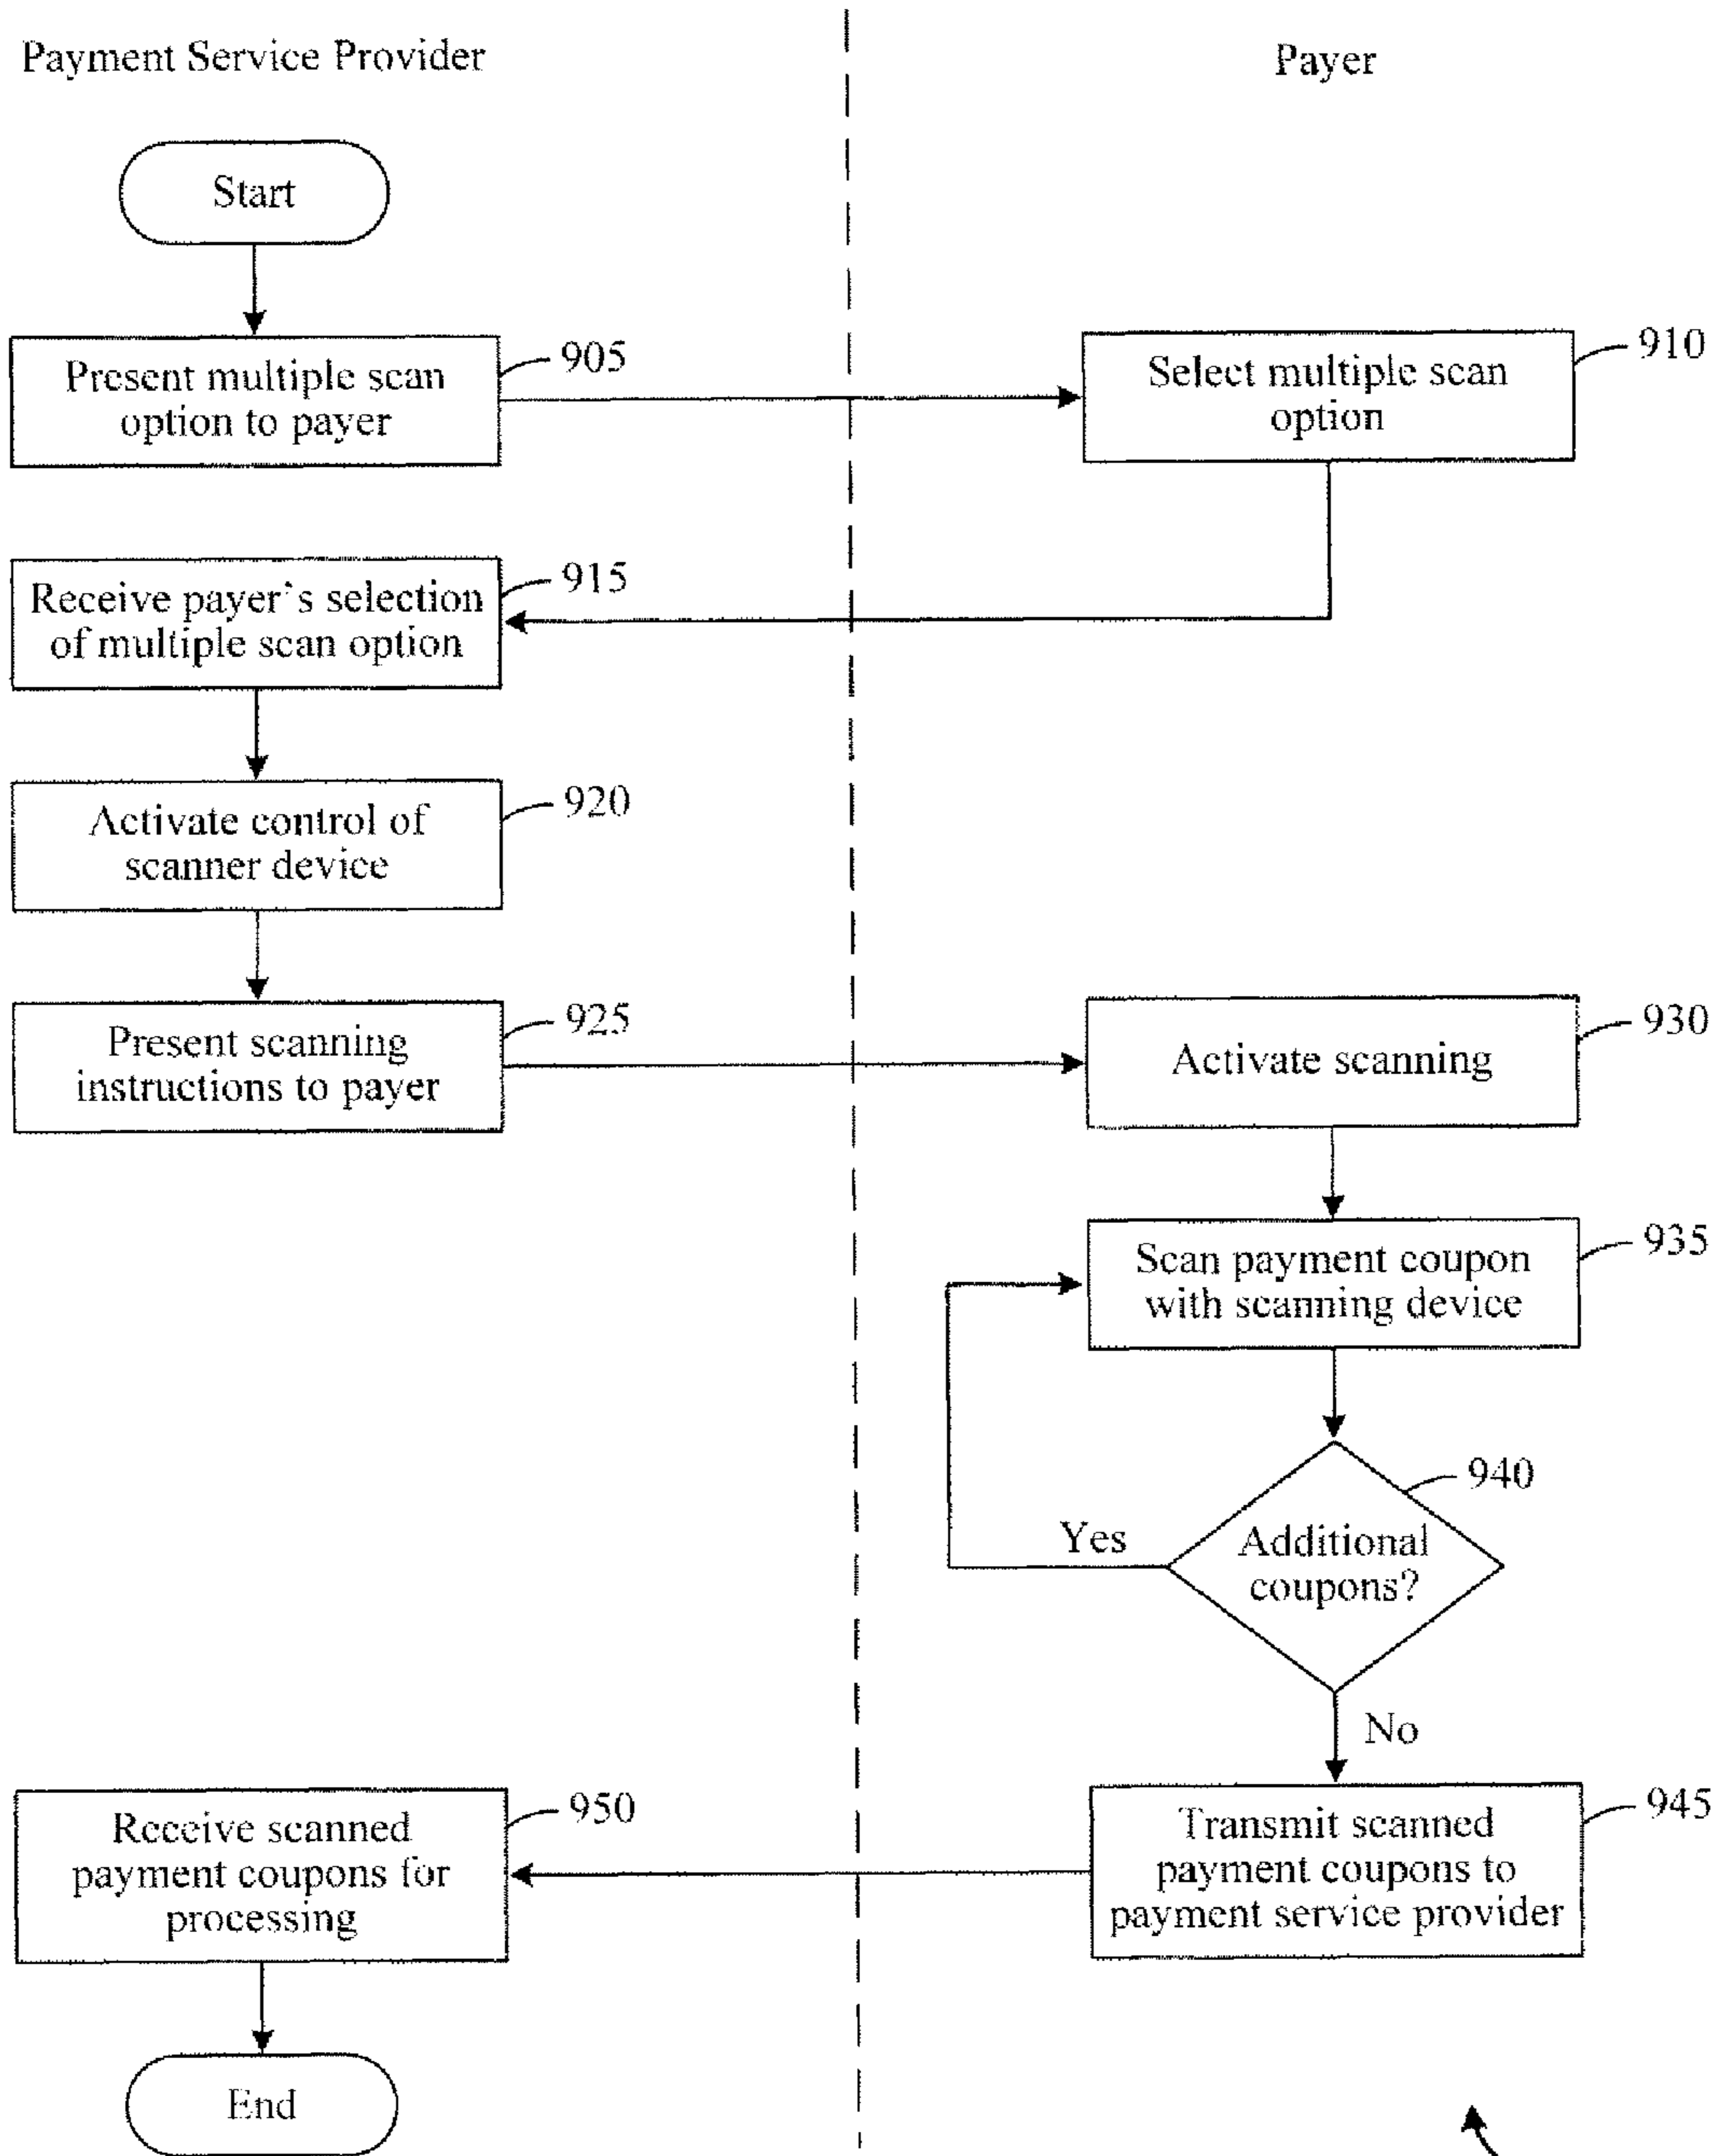 Payment Service Provider
Payer
Start
Present multiple scan
option to payer
905
Select multiple scan
option
910
Receive payer's selection
of multiple scan option
915
Activate control of
scanner device
920
Present scanning
instructions to payer
925
Activate scanning
930
Scan payment coupon
with scanning device
935
Additional
coupons?
940
Yes
No
Transmit scanned
payment coupons to
payment service provider
945
Receive scanned
payment coupons for
processing
950
End